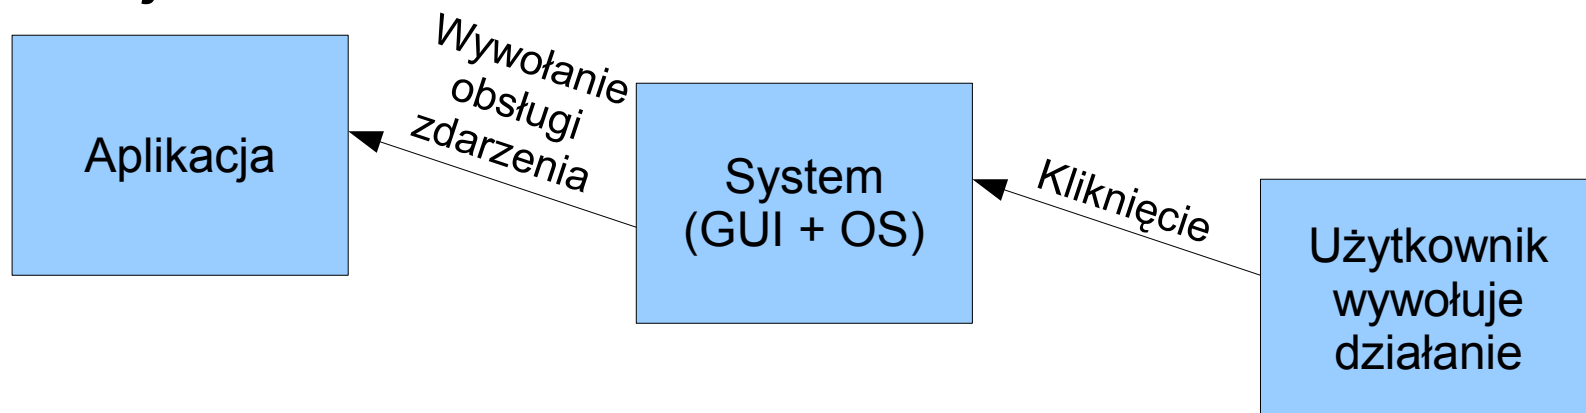 Aplikacja
Wywołanie
obsługi
zdarzenia
System
(GUI + OS)
Kliknięcie
Użytkownik
wywołuje
działanie